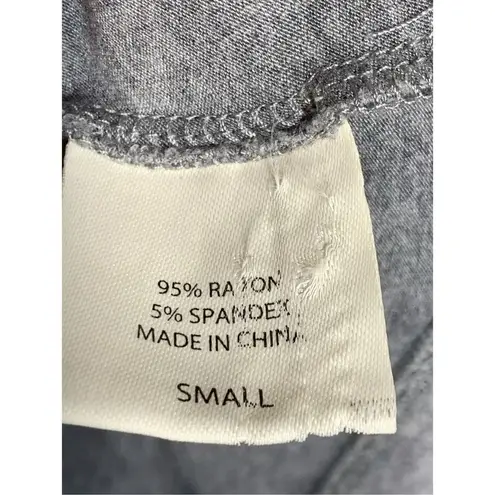 95% RAYON
5% SPANDEX
MADE IN CHINA
SMALL